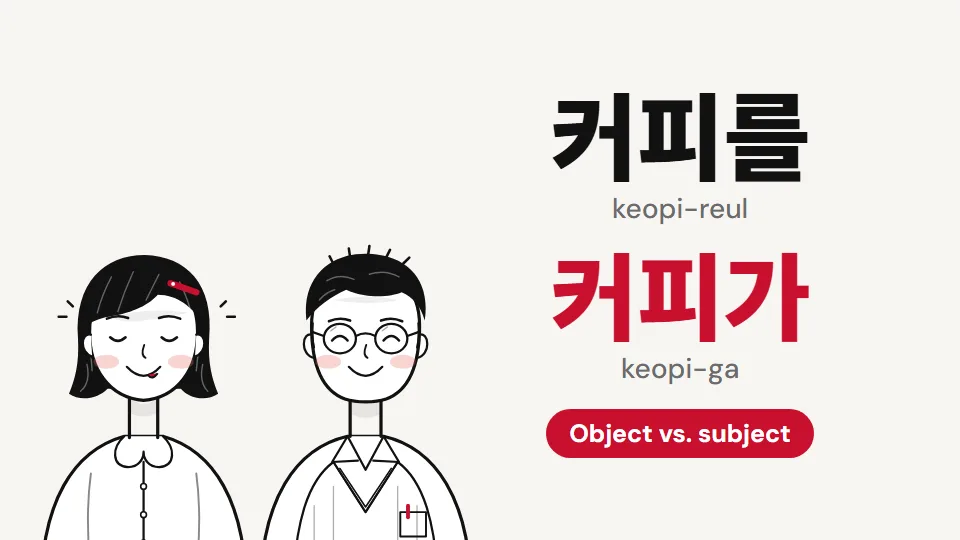 커피를
keopi-reul
커피가
keopi-ga
Object vs. subject